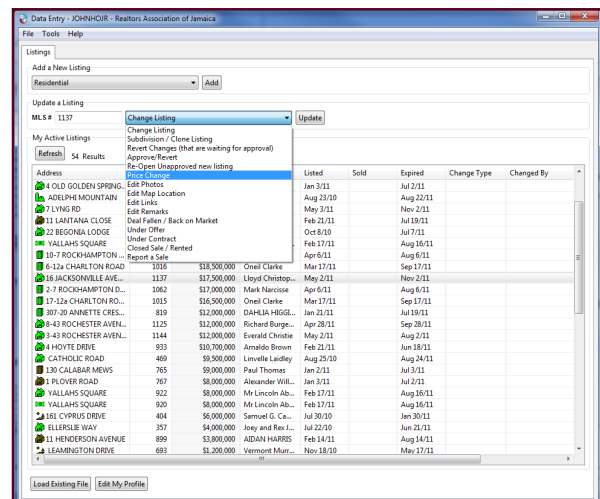 Data Entry - JOHNHOJR - Realtors Association of Jamaica
File Tools Help
Listings
Add a New Listing
Residential Add
Update a Listing
MLS # 1137 Change Listing Update
Change Listing
Subdivision / Clone Listing
Revert Changes (that are waiting for approval)
Approve/Revert
Re-Open Unapproved new listing
Price Change
Edit Photos
Edit Map Location
Edit Links
Edit Remarks
Deal Fallen / Back on Market
Under Offer
Under Contract
Closed Sale / Rented
Report a Sale
My Active Listings
Refresh 54 Results
Address Listed Sold Expired Change Type Changed By
4 OLD GOLDEN SPRING... Jan 3/11 Jul 2/11
ADELPHI MOUNTAIN Aug 23/10 Aug 22/11
7 LYNG RD May 3/11 Nov 2/11
11 LANTANA CLOSE Feb 21/11 Jul 19/11
22 BEGONIA LODGE Oct 8/10 Jul 7/11
YALLAHS SQUARE Feb 17/11 Aug 16/11
10-7 ROCKHAMPTON ... Apr 6/11 Aug 6/11
6-12a CHARLTON ROAD 1016 $18,500,000 Oneil Clarke Mar 17/11 Sep 17/11
16 JACKSONVILLE AVE... 1137 $17,500,000 Lloyd Christop... May 2/11 Nov 2/11
2-7 ROCKHAMPTON D... 1062 $17,000,000 Mark Narcisse Apr 6/11 Aug 6/11
17-12a CHARLTON RO... 1015 $16,500,000 Oneil Clarke Mar 17/11 Sep 17/11
307-20 ANNETTE CRES... 819 $12,000,000 DAHLIA HIGGI... Jan 21/11 Jul 19/11
8-43 ROCHESTER AVEN... 1125 $12,000,000 Richard Burge... Apr 28/11 Sep 28/11
3-43 ROCHESTER AVEN... 1144 $12,000,000 Everald Christie May 2/11 Aug 2/11
4 HOYTE DRIVE 933 $10,700,000 Arnaldo Brown Feb 21/11 Jun 18/11
CATHOLIC ROAD 469 $9,500,000 Linvelle Laidley Aug 25/10 Aug 24/11
130 CALABAR MEWS 765 $9,000,000 Paul Thomas Jan 2/11 Jul 3/11
1 PLOVER ROAD 767 $8,000,000 Alexander Will... Jan 3/11 Jul 2/11
YALLAHS SQUARE 922 $8,000,000 Mr Lincoln Ab... Feb 17/11 Aug 16/11
YALLAHS SQUARE 920 $8,000,000 Mr Lincoln Ab... Feb 17/11 Aug 16/11
161 CYPRUS DRIVE 404 $6,000,000 Samuel G. Ca... Jul 30/10 Jan 30/11
ELLERSLIE WAY 357 $4,000,000 Joey and Rex J... Jul 22/10 Jun 21/11
11 HENDERSON AVENUE 899 $3,800,000 AIDAN HARRIS Feb 14/11 Aug 14/11
LEAMINGTON DRIVE 693 $1,200,000 Vermont Murr... Nov 18/10 May 17/11
Load Existing File Edit My Profile